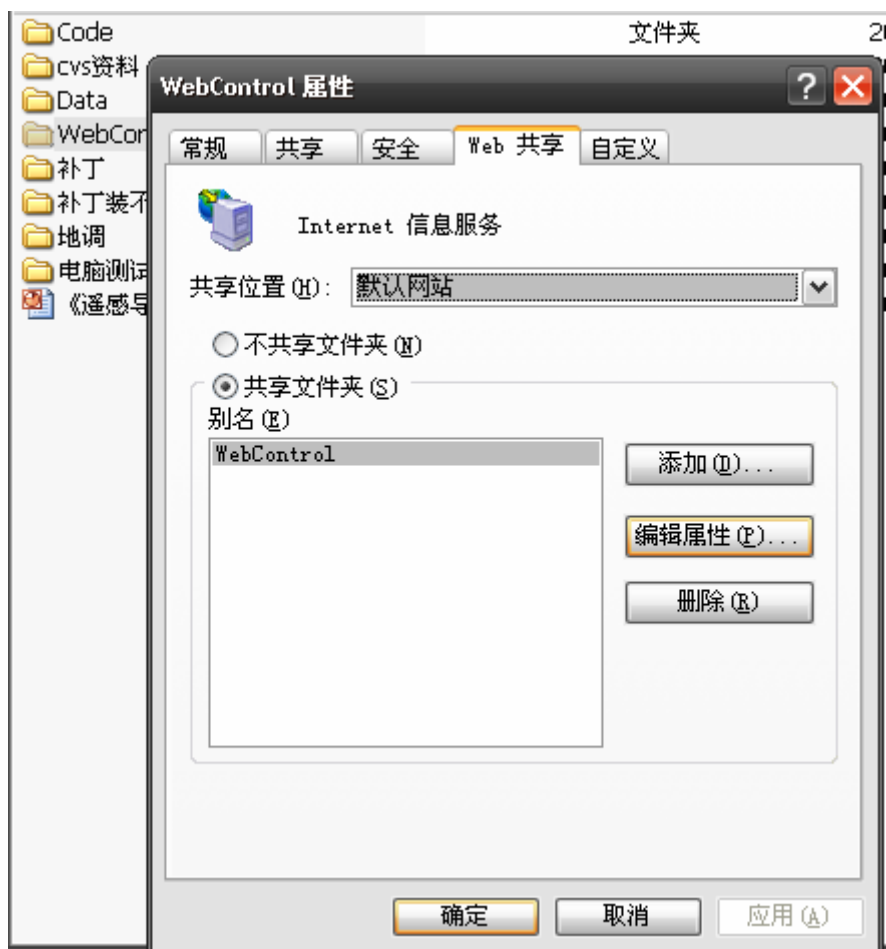 Code 文件夹 2
cvs资料
Data
WebCon
补丁
补丁装不
地调
电脑测试
《遥感导
WebControl 属性
常规 共享 安全 Web 共享 自定义
Internet 信息服务
共享位置(H): 默认网站
不共享文件夹(N)
共享文件夹(S)
别名(E)
WebControl
添加(D)...
编辑属性(P)...
删除(R)
确定 取消 应用(A)